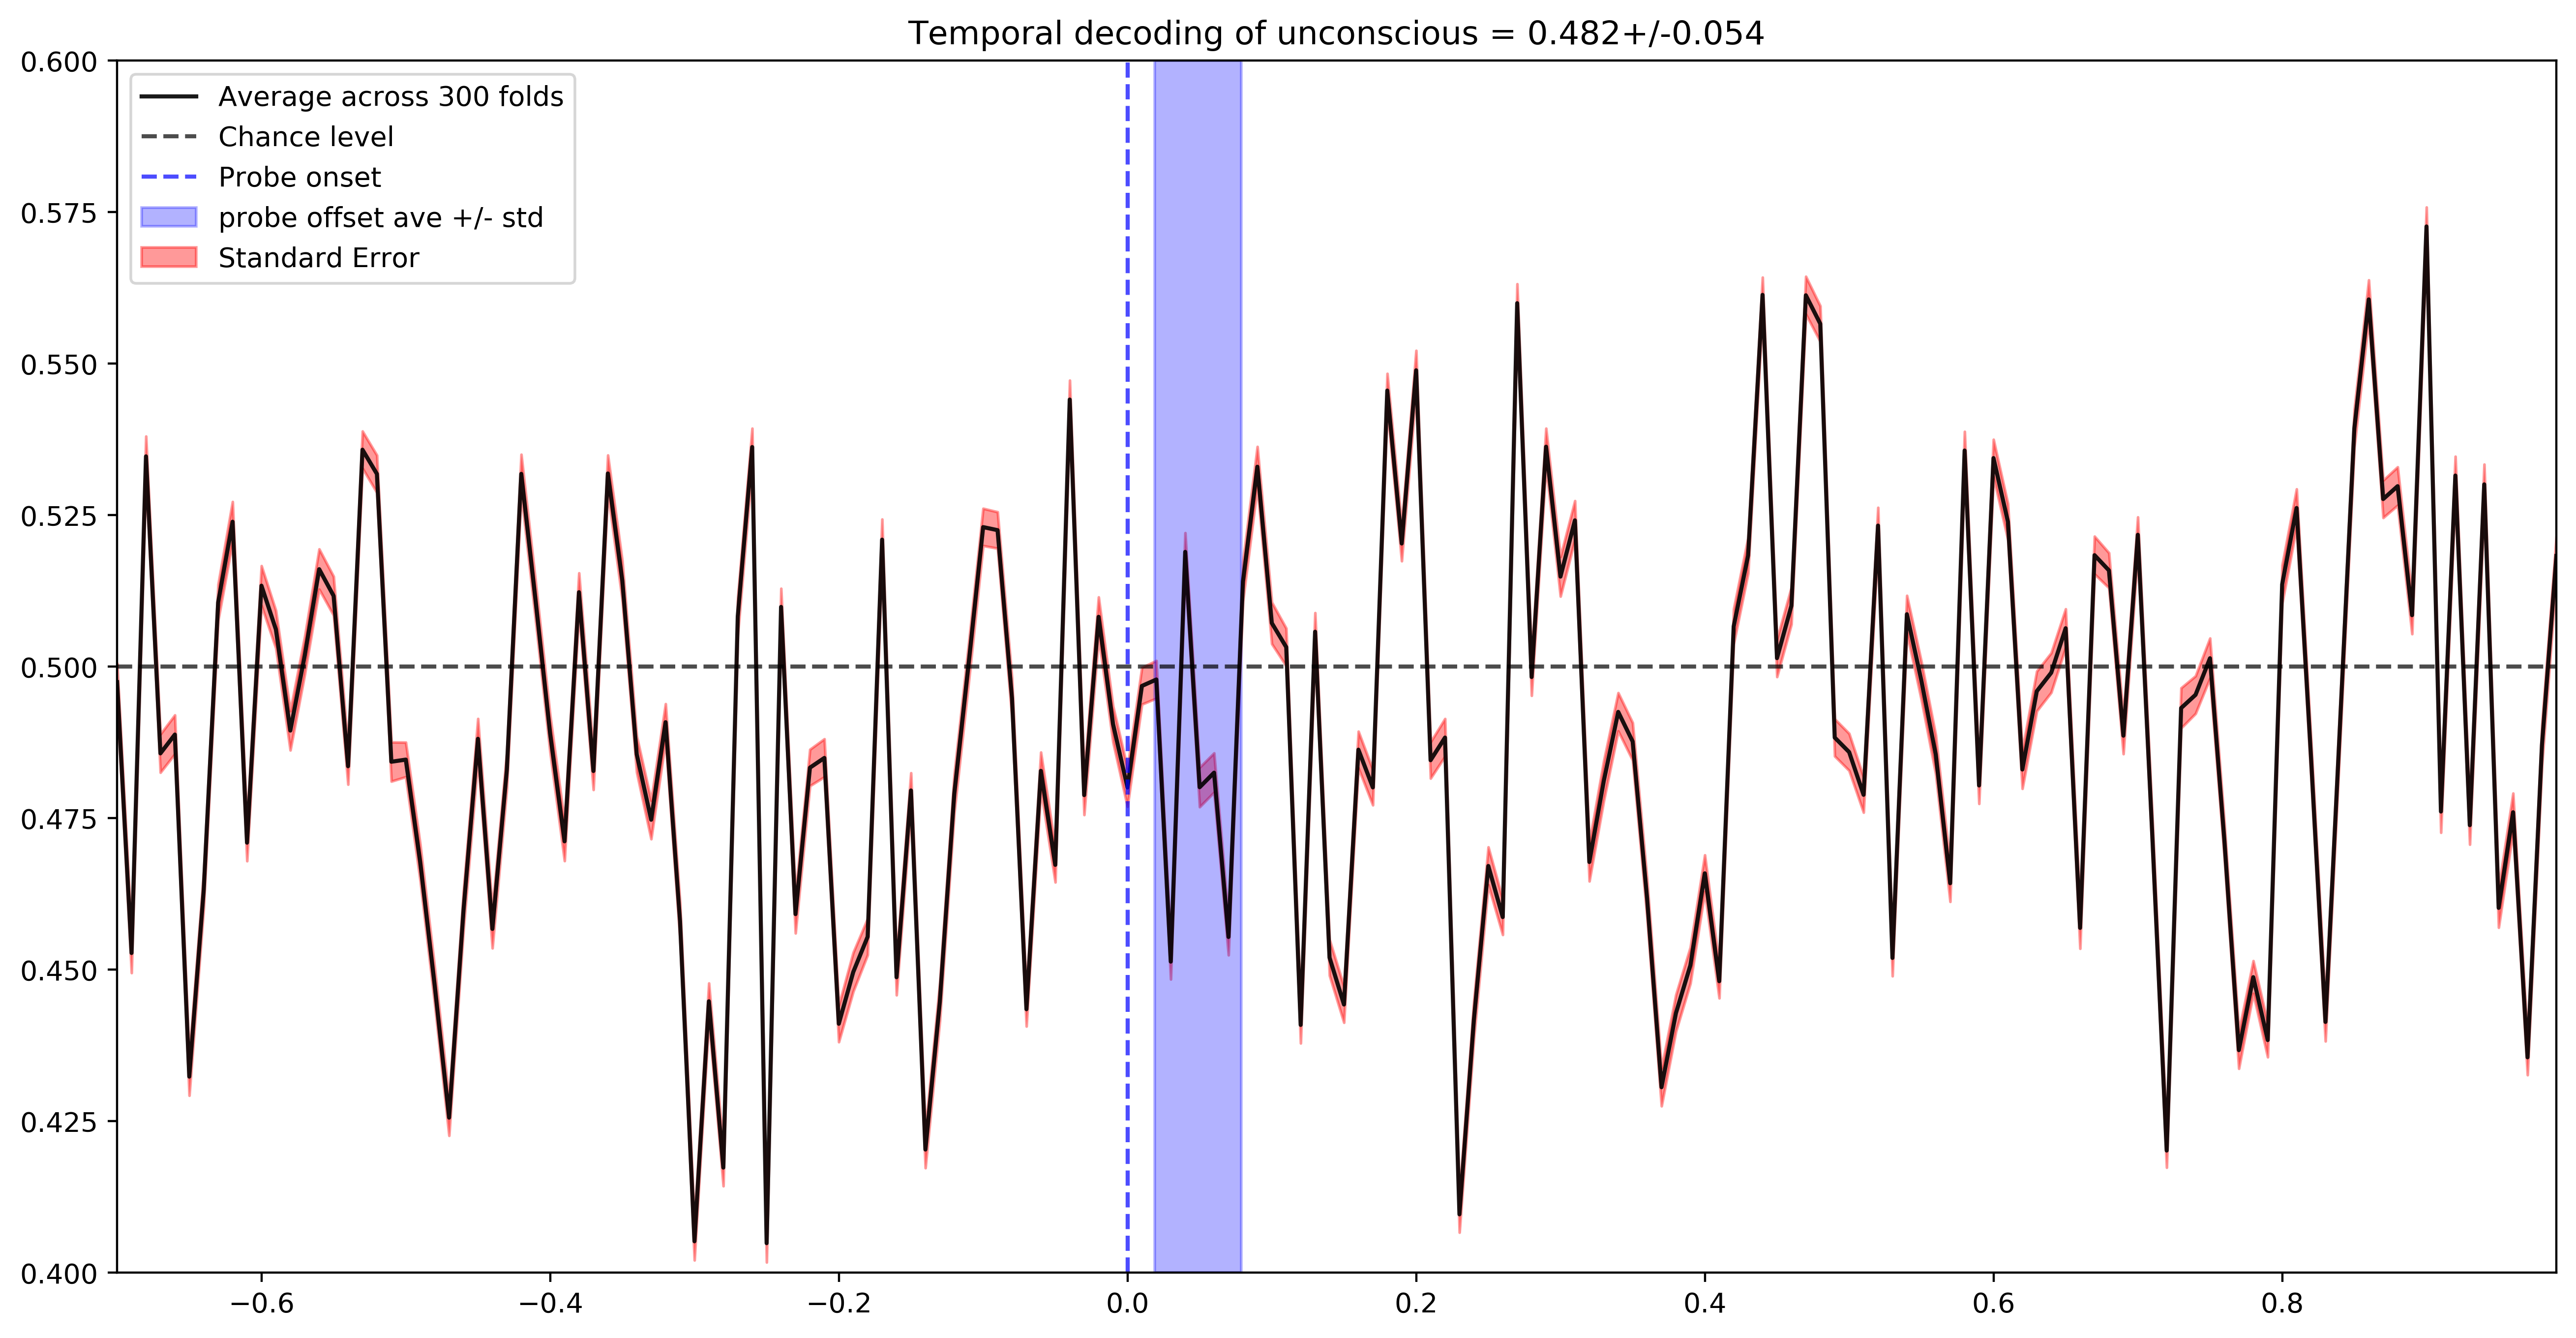 Temporal decoding of unconscious = 0.482+/-0.054
0.600
0.575
0.550
0.525
0.500
0.475
0.450
0.425
0.400
Average across 300 folds
Chance level
Probe onset
probe offset ave +/- std
Standard Error
−0.6 −0.4 −0.2 0.0 0.2 0.4 0.6 0.8